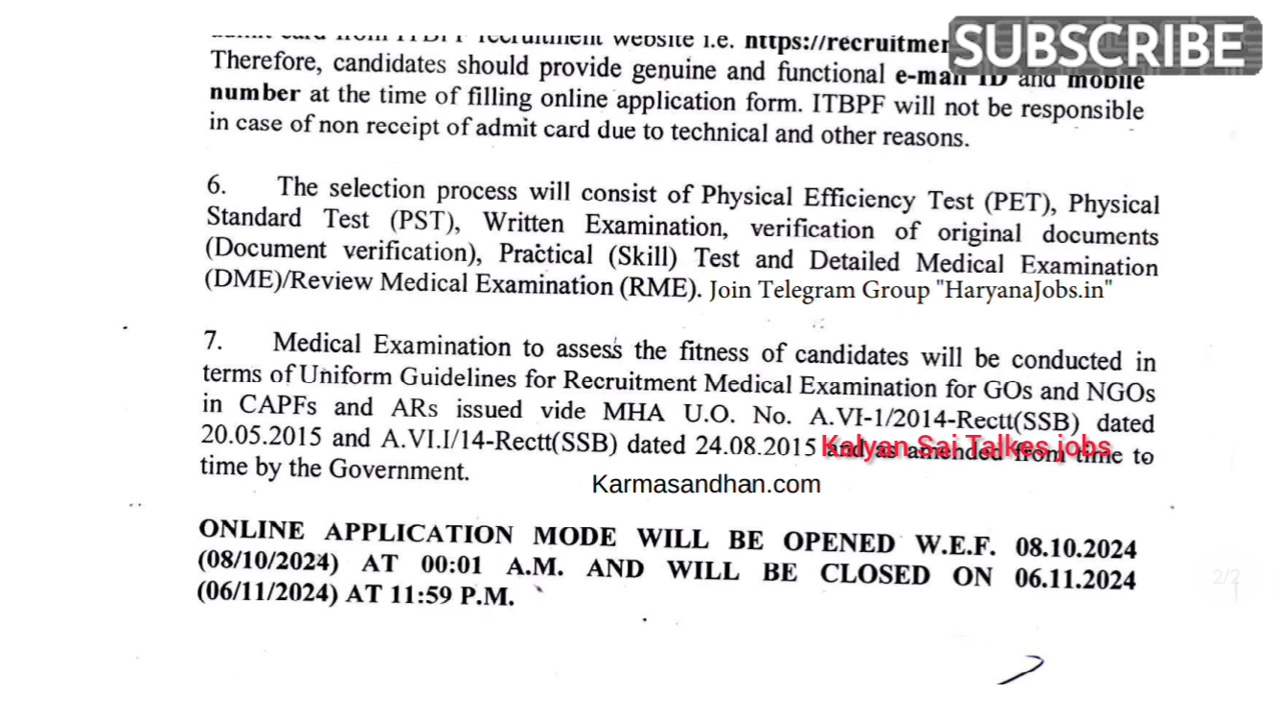 admit card from ITBPF recruitment website i.e. https://recruitmen
SUBSCRIBE
Therefore, candidates should provide genuine and functional e-mail ID and mobile
number at the time of filling online application form. ITBPF will not be responsible
in case of non receipt of admit card due to technical and other reasons.
6. The selection process will consist of Physical Efficiency Test (PET), Physical
Standard Test (PST), Written Examination, verification of original documents
(Document verification), Practical (Skill) Test and Detailed Medical Examination
(DME)/Review Medical Examination (RME). Join Telegram Group "HaryanaJobs.in"
7. Medical Examination to assess the fitness of candidates will be conducted in
terms of Uniform Guidelines for Recruitment Medical Examination for GOs and NGOs
in CAPFs and ARs issued vide MHA U.O. No. A.VI-1/2014-Rectt(SSB) dated
20.05.2015 and A.VI.I/14-Rectt(SSB) dated 24.08.2015 and as amended from time to
Kalyan Sai Talkes jobs
time by the Government.
Karmasandhan.com
ONLINE APPLICATION MODE WILL BE OPENED W.E.F. 08.10.2024
(08/10/2024) AT 00:01 A.M. AND WILL BE CLOSED ON 06.11.2024
(06/11/2024) AT 11:59 P.M.
2/2